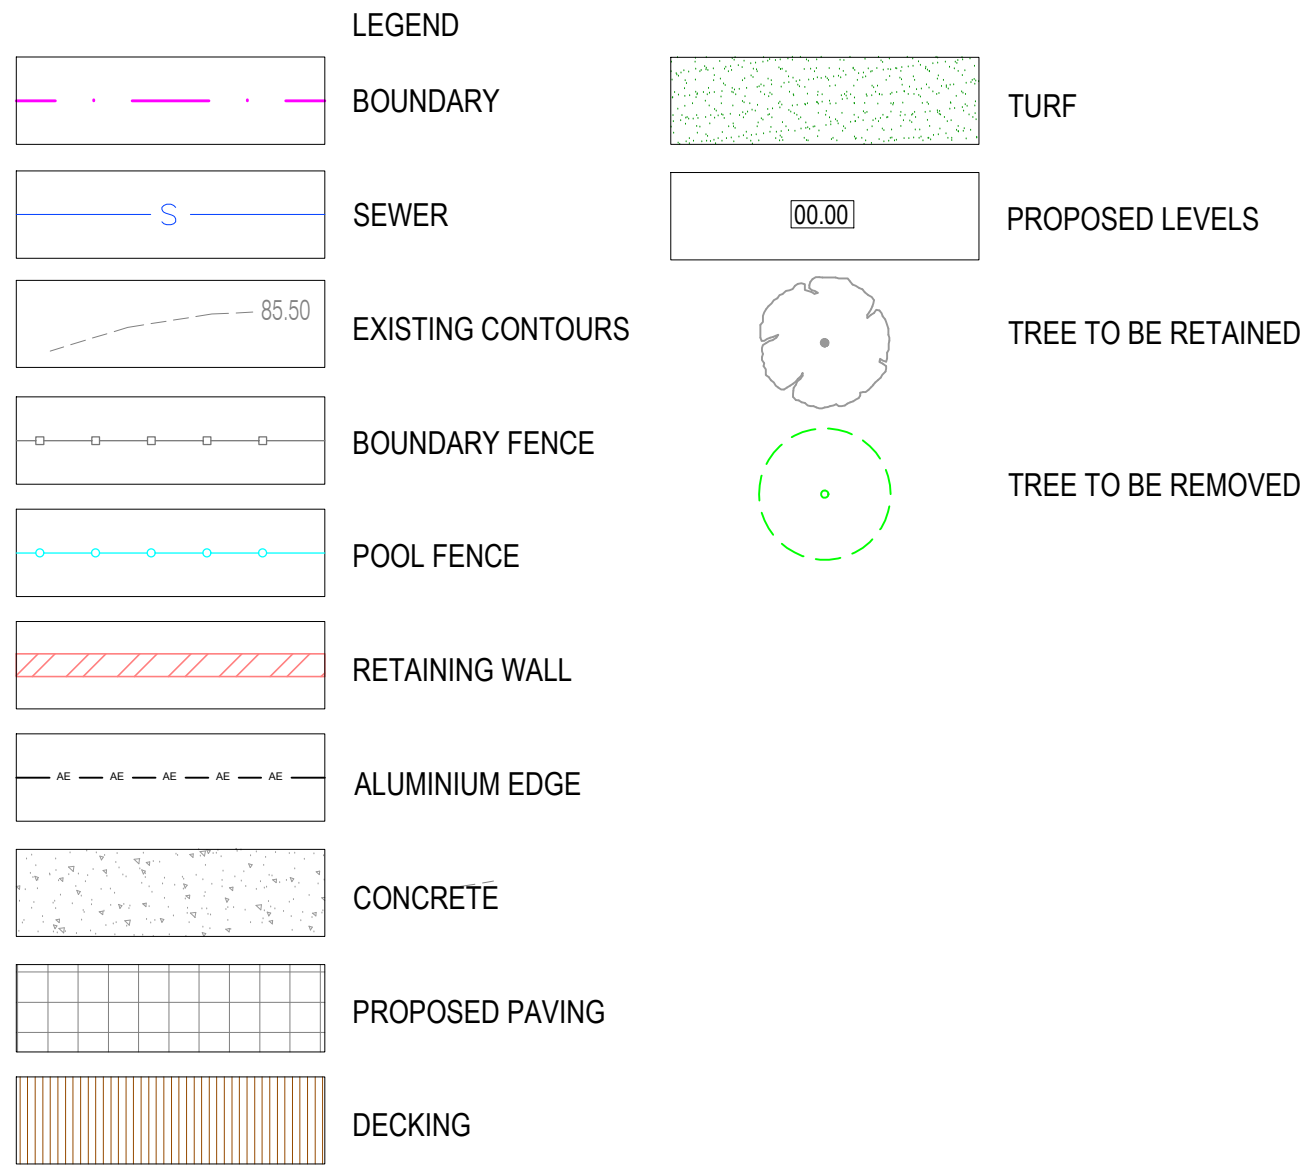 LEGEND
BOUNDARY
S
SEWER
85.50
EXISTING CONTOURS
BOUNDARY FENCE
POOL FENCE
RETAINING WALL
AE AE AE AE AE
ALUMINIUM EDGE
CONCRETE
PROPOSED PAVING
DECKING
TURF
00.00
PROPOSED LEVELS
TREE TO BE RETAINED
TREE TO BE REMOVED